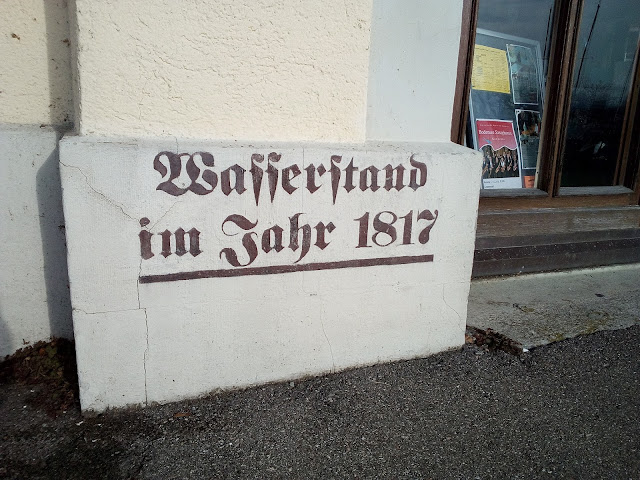 Wasserstand
im Jahr 1817